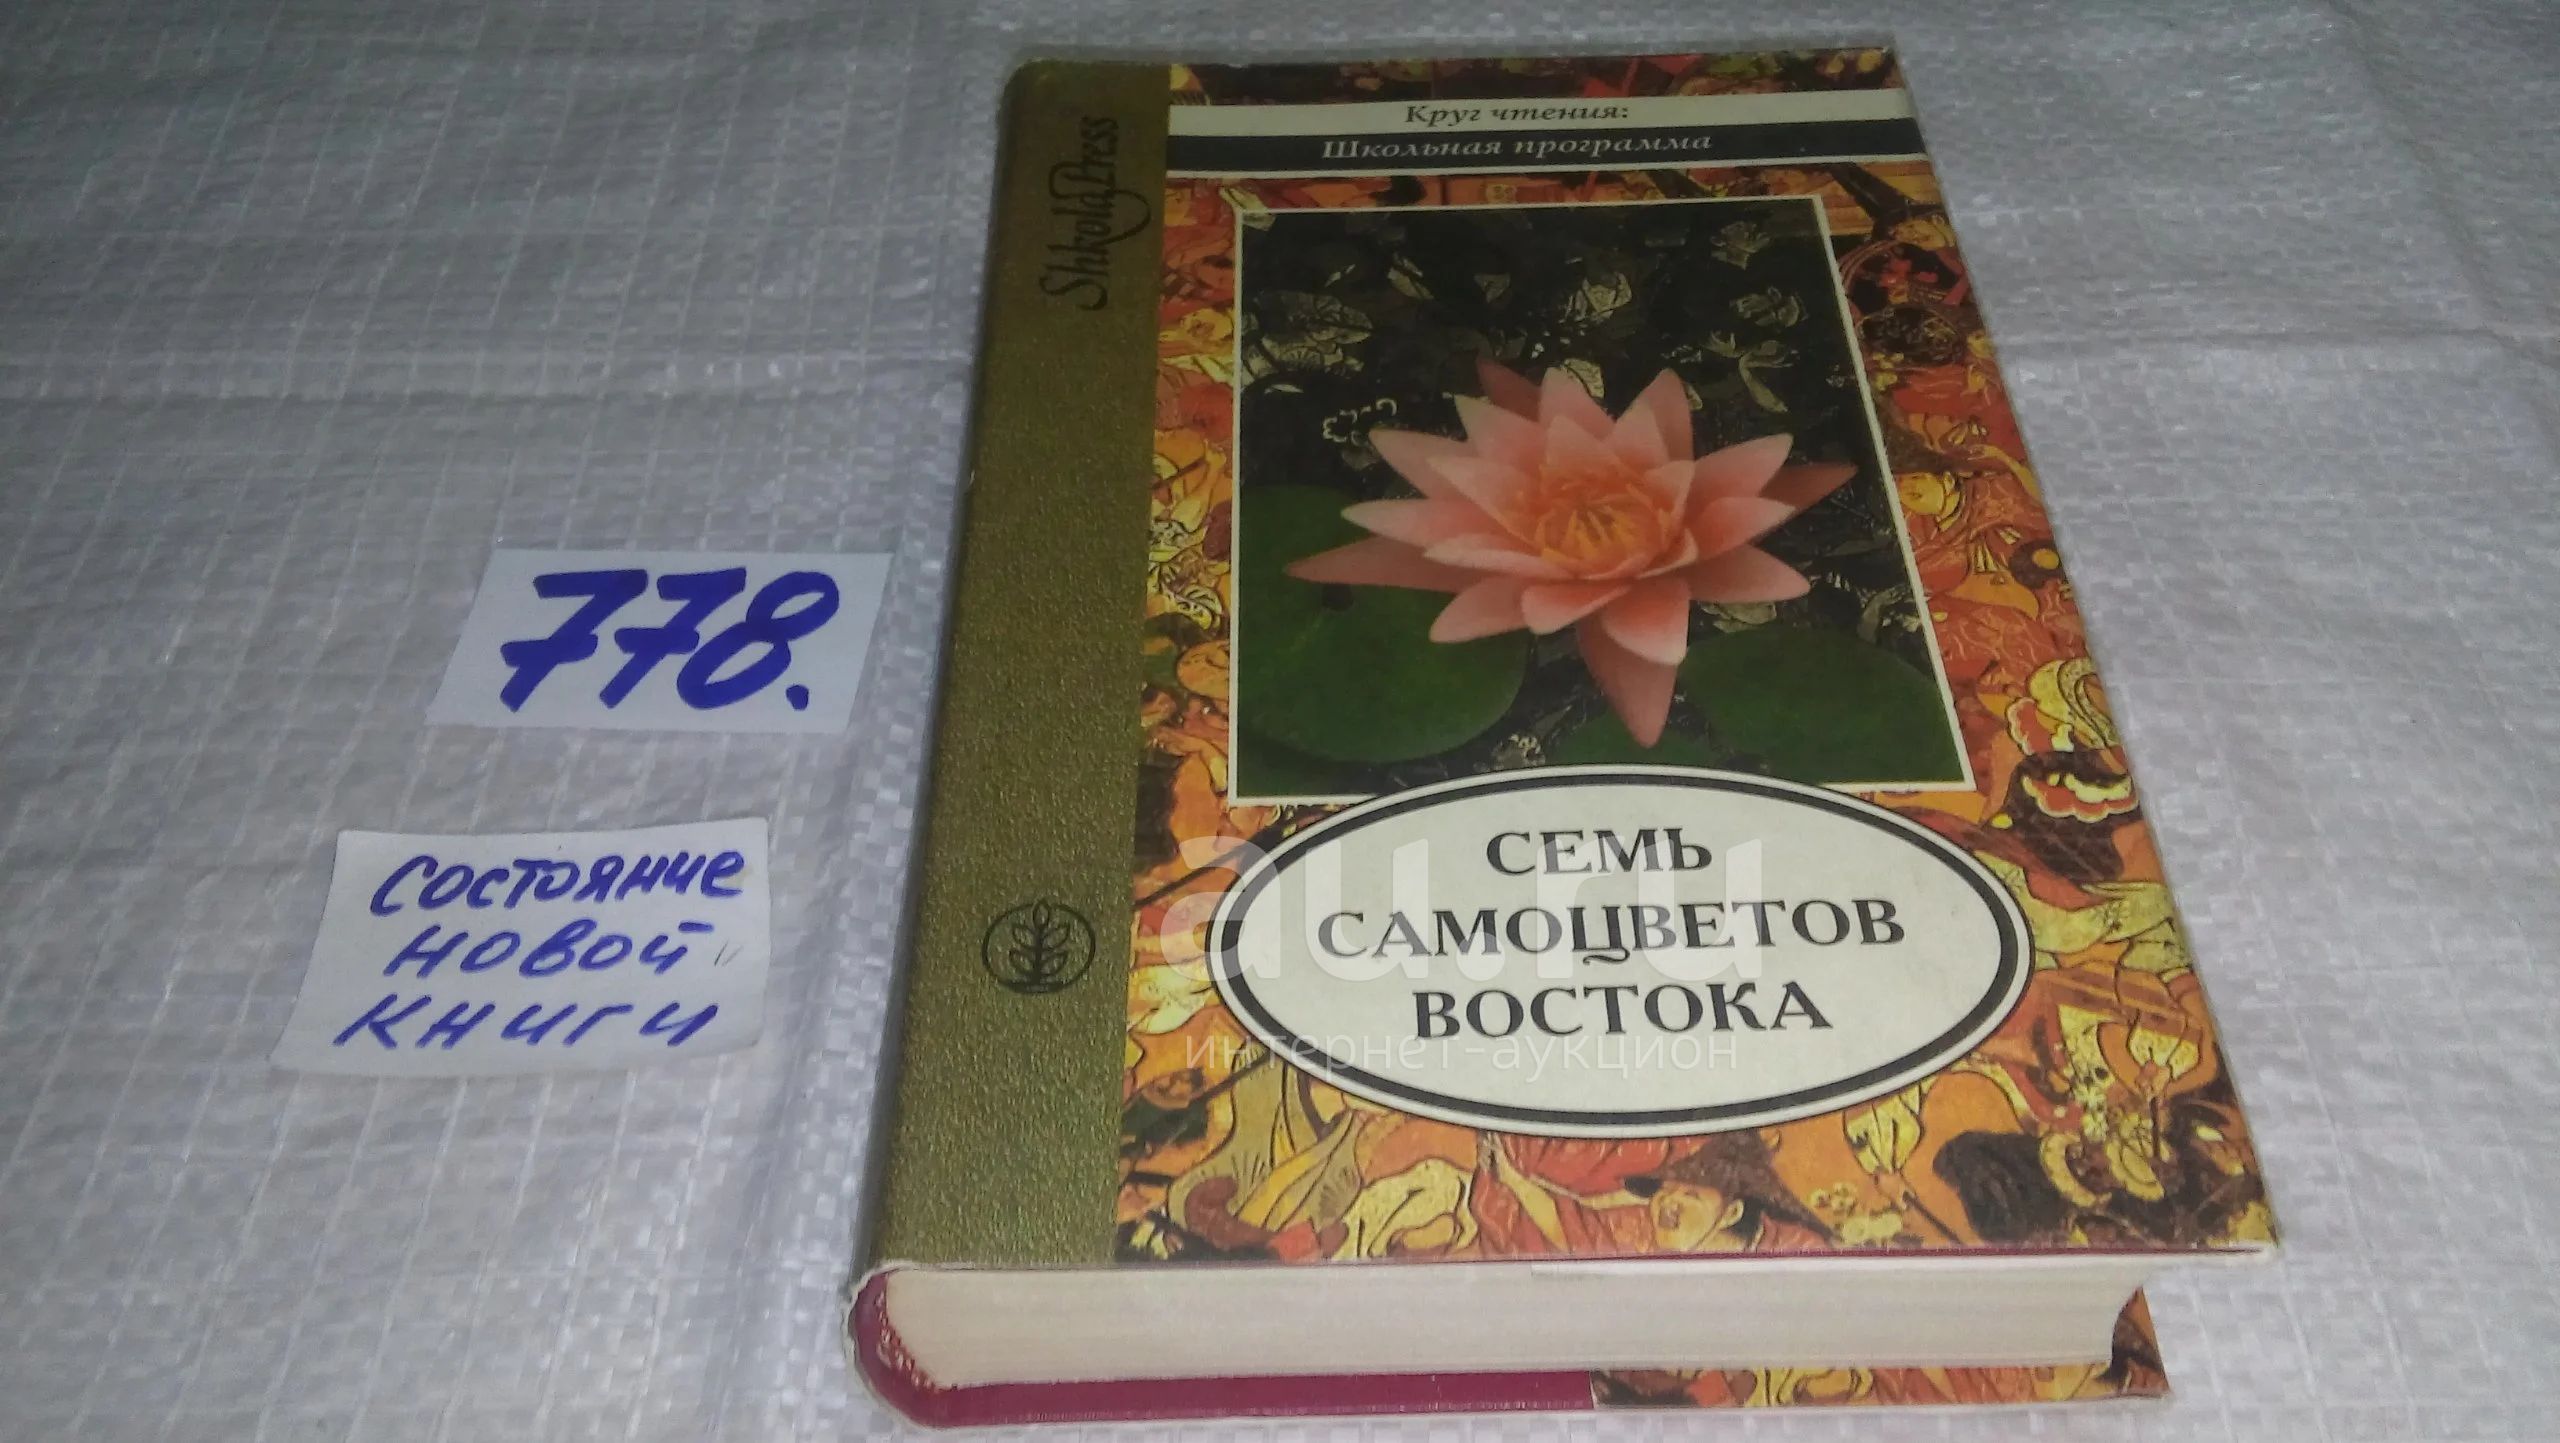 Круг чтения:
Школьная программа
ShkolaPress
778.
СЕМЬ
САМОЦВЕТОВ
ВОСТОКА
au.ru
интернет-аукцион
состояние
новой
книги